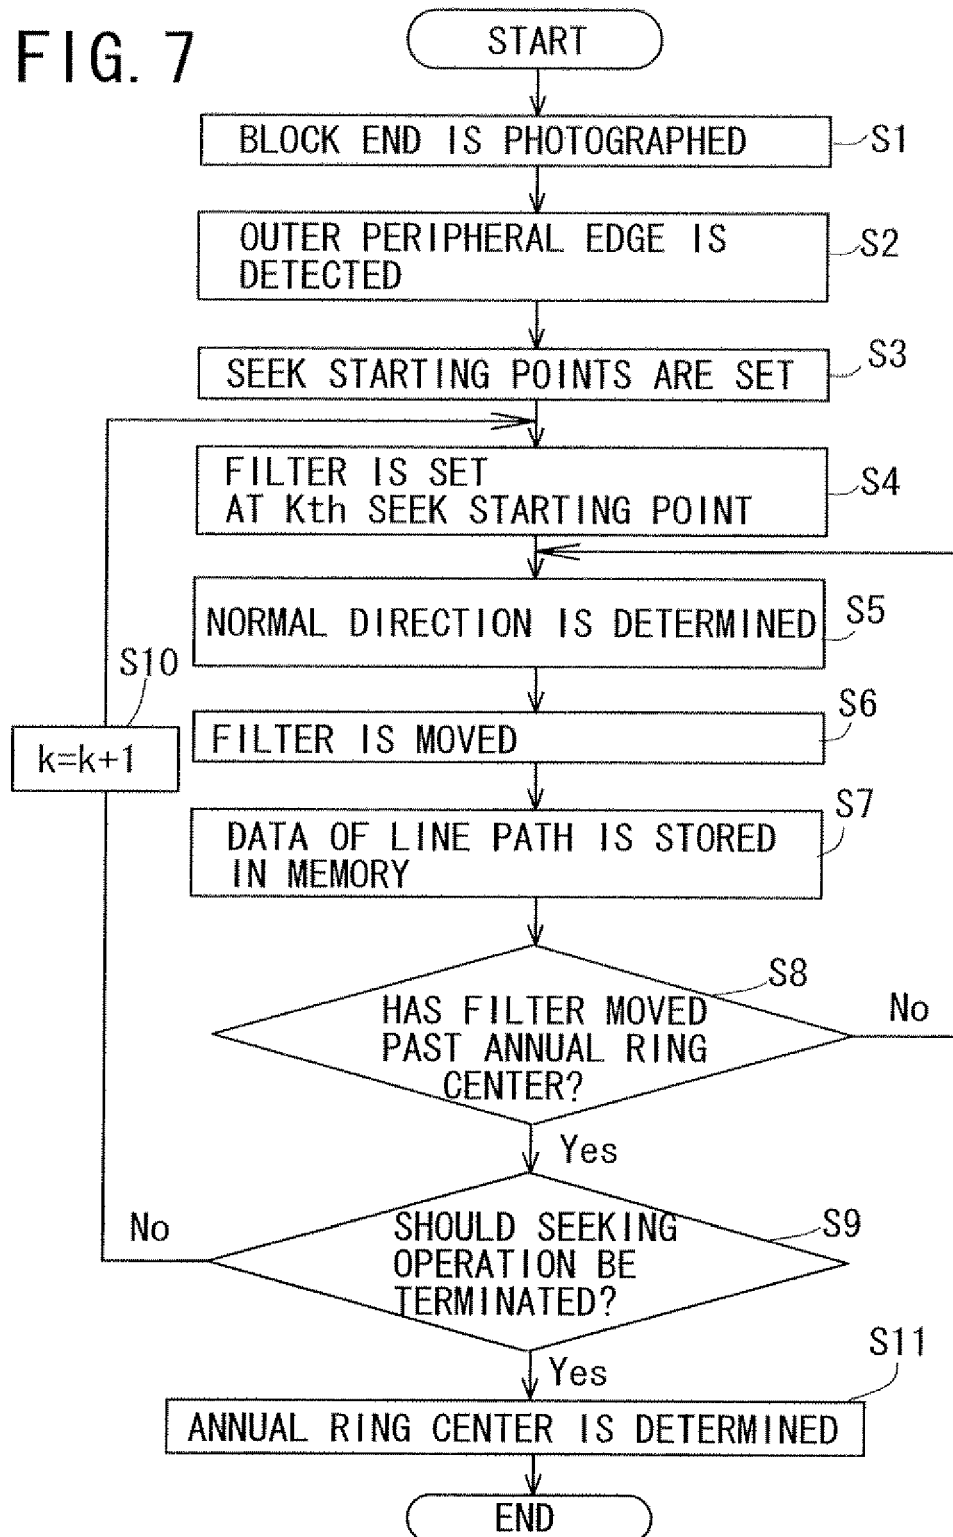 FIG. 7
START
BLOCK END IS PHOTOGRAPHED
S1
OUTER PERIPHERAL EDGE IS
DETECTED
S2
SEEK STARTING POINTS ARE SET
S3
FILTER IS SET
AT Kth SEEK STARTING POINT
S4
NORMAL DIRECTION IS DETERMINED
S5
S10
k=k+1
FILTER IS MOVED
S6
DATA OF LINE PATH IS STORED
IN MEMORY
S7
HAS FILTER MOVED
PAST ANNUAL RING
CENTER?
S8
No
Yes
SHOULD SEEKING
OPERATION BE
TERMINATED?
S9
No
Yes
ANNUAL RING CENTER IS DETERMINED
S11
END